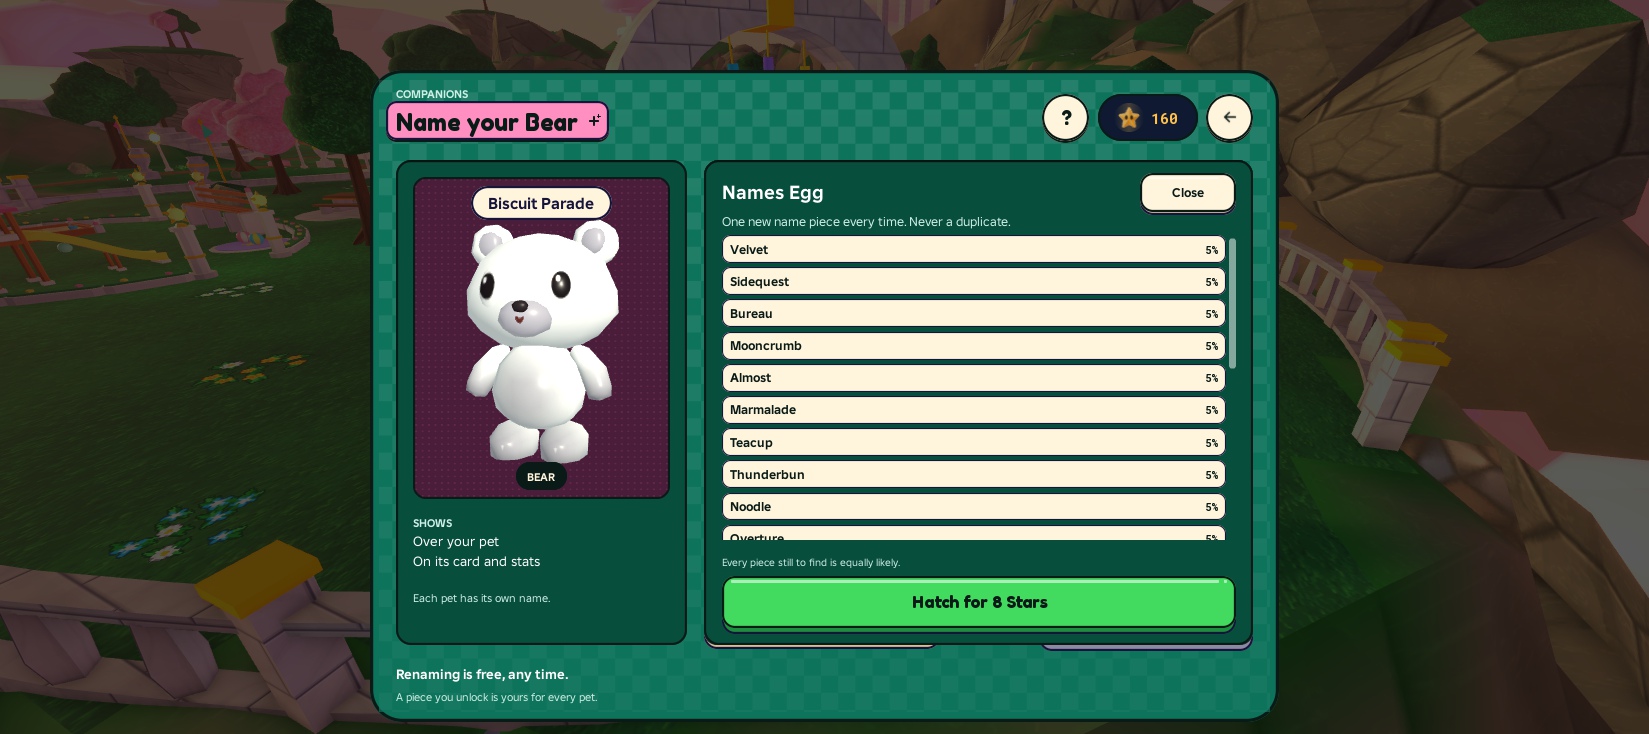 COMPANIONS
Name your Bear
?
160
Biscuit Parade
BEAR
SHOWS
Over your pet
On its card and stats
Each pet has its own name.
Names Egg
Close
One new name piece every time. Never a duplicate.
Velvet 5%
Sidequest 5%
Bureau 5%
Mooncrumb 5%
Almost 5%
Marmalade 5%
Teacup 5%
Thunderbun 5%
Noodle 5%
Overture 5%
Every piece still to find is equally likely.
Hatch for 8 Stars
Renaming is free, any time.
A piece you unlock is yours for every pet.